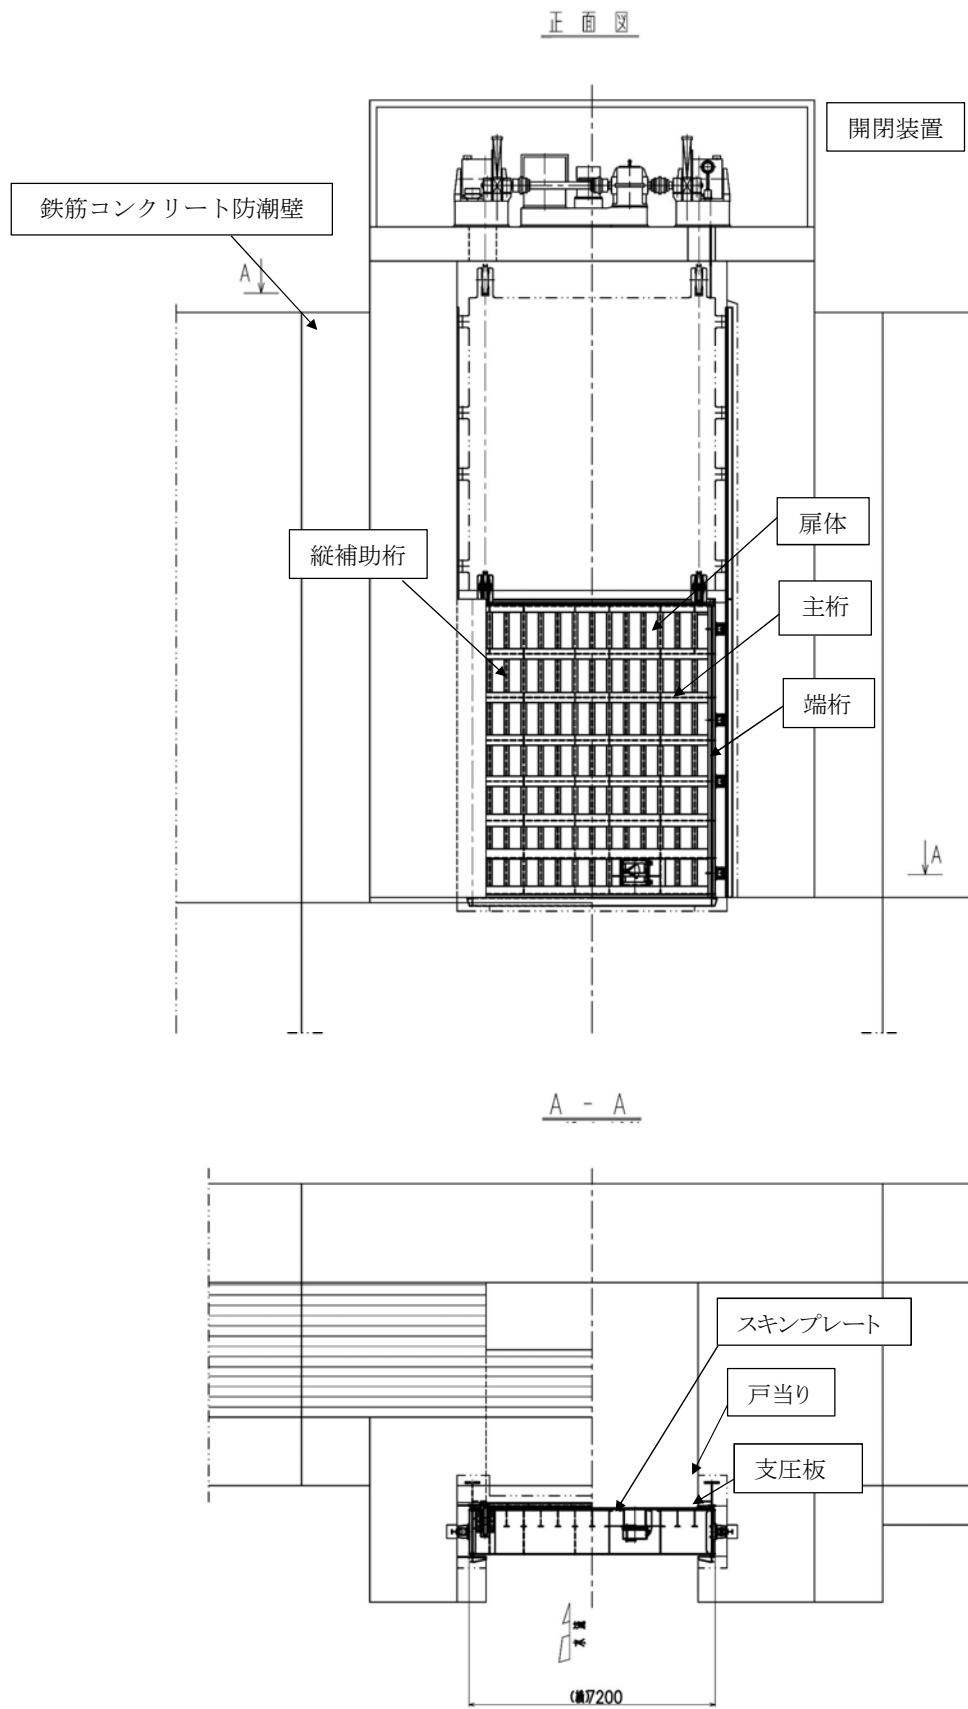 正面図
開閉装置
鉄筋コンクリート防潮壁
A
扉体
縦補助桁
主桁
端桁
A
A - A
スキンプレート
戸当り
支圧板
(横)7200